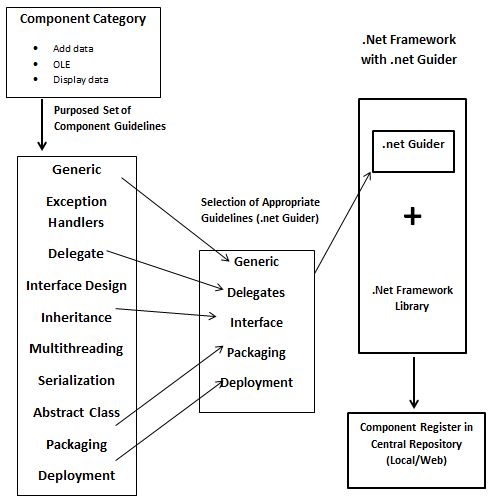 Component Category
• Add data
• OLE
• Display data
Purposed Set of
Component Guidelines
Generic
Exception
Handlers
Delegate
Interface Design
Inheritance
Multithreading
Serialization
Abstract Class
Packaging
Deployment
Selection of Appropriate
Guidelines (.net Guider)
Generic
Delegates
Interface
Packaging
Deployment
.Net Framework
with .net Guider
.net Guider
+
.Net Framework
Library
Component Register in
Central Repository
(Local/Web)